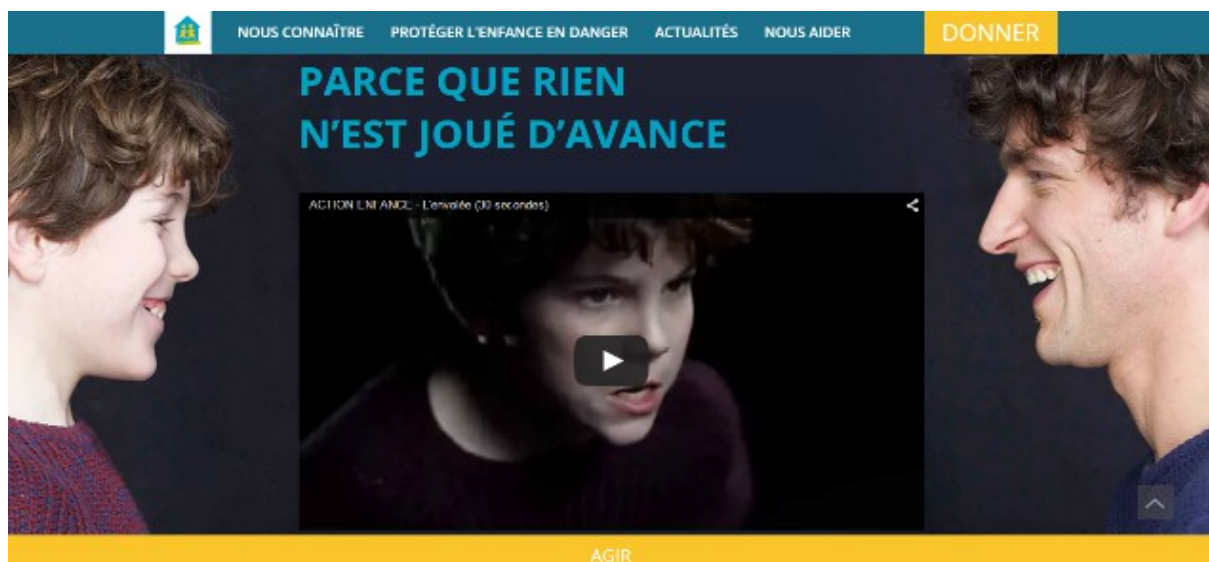 NOUS CONNAÎTRE PROTÉGER L'ENFANCE EN DANGER ACTUALITÉS NOUS AIDER DONNER
PARCE QUE RIEN
N'EST JOUÉ D'AVANCE
ACTION ENFANCE - L'envolée (30 secondes)
AGIR